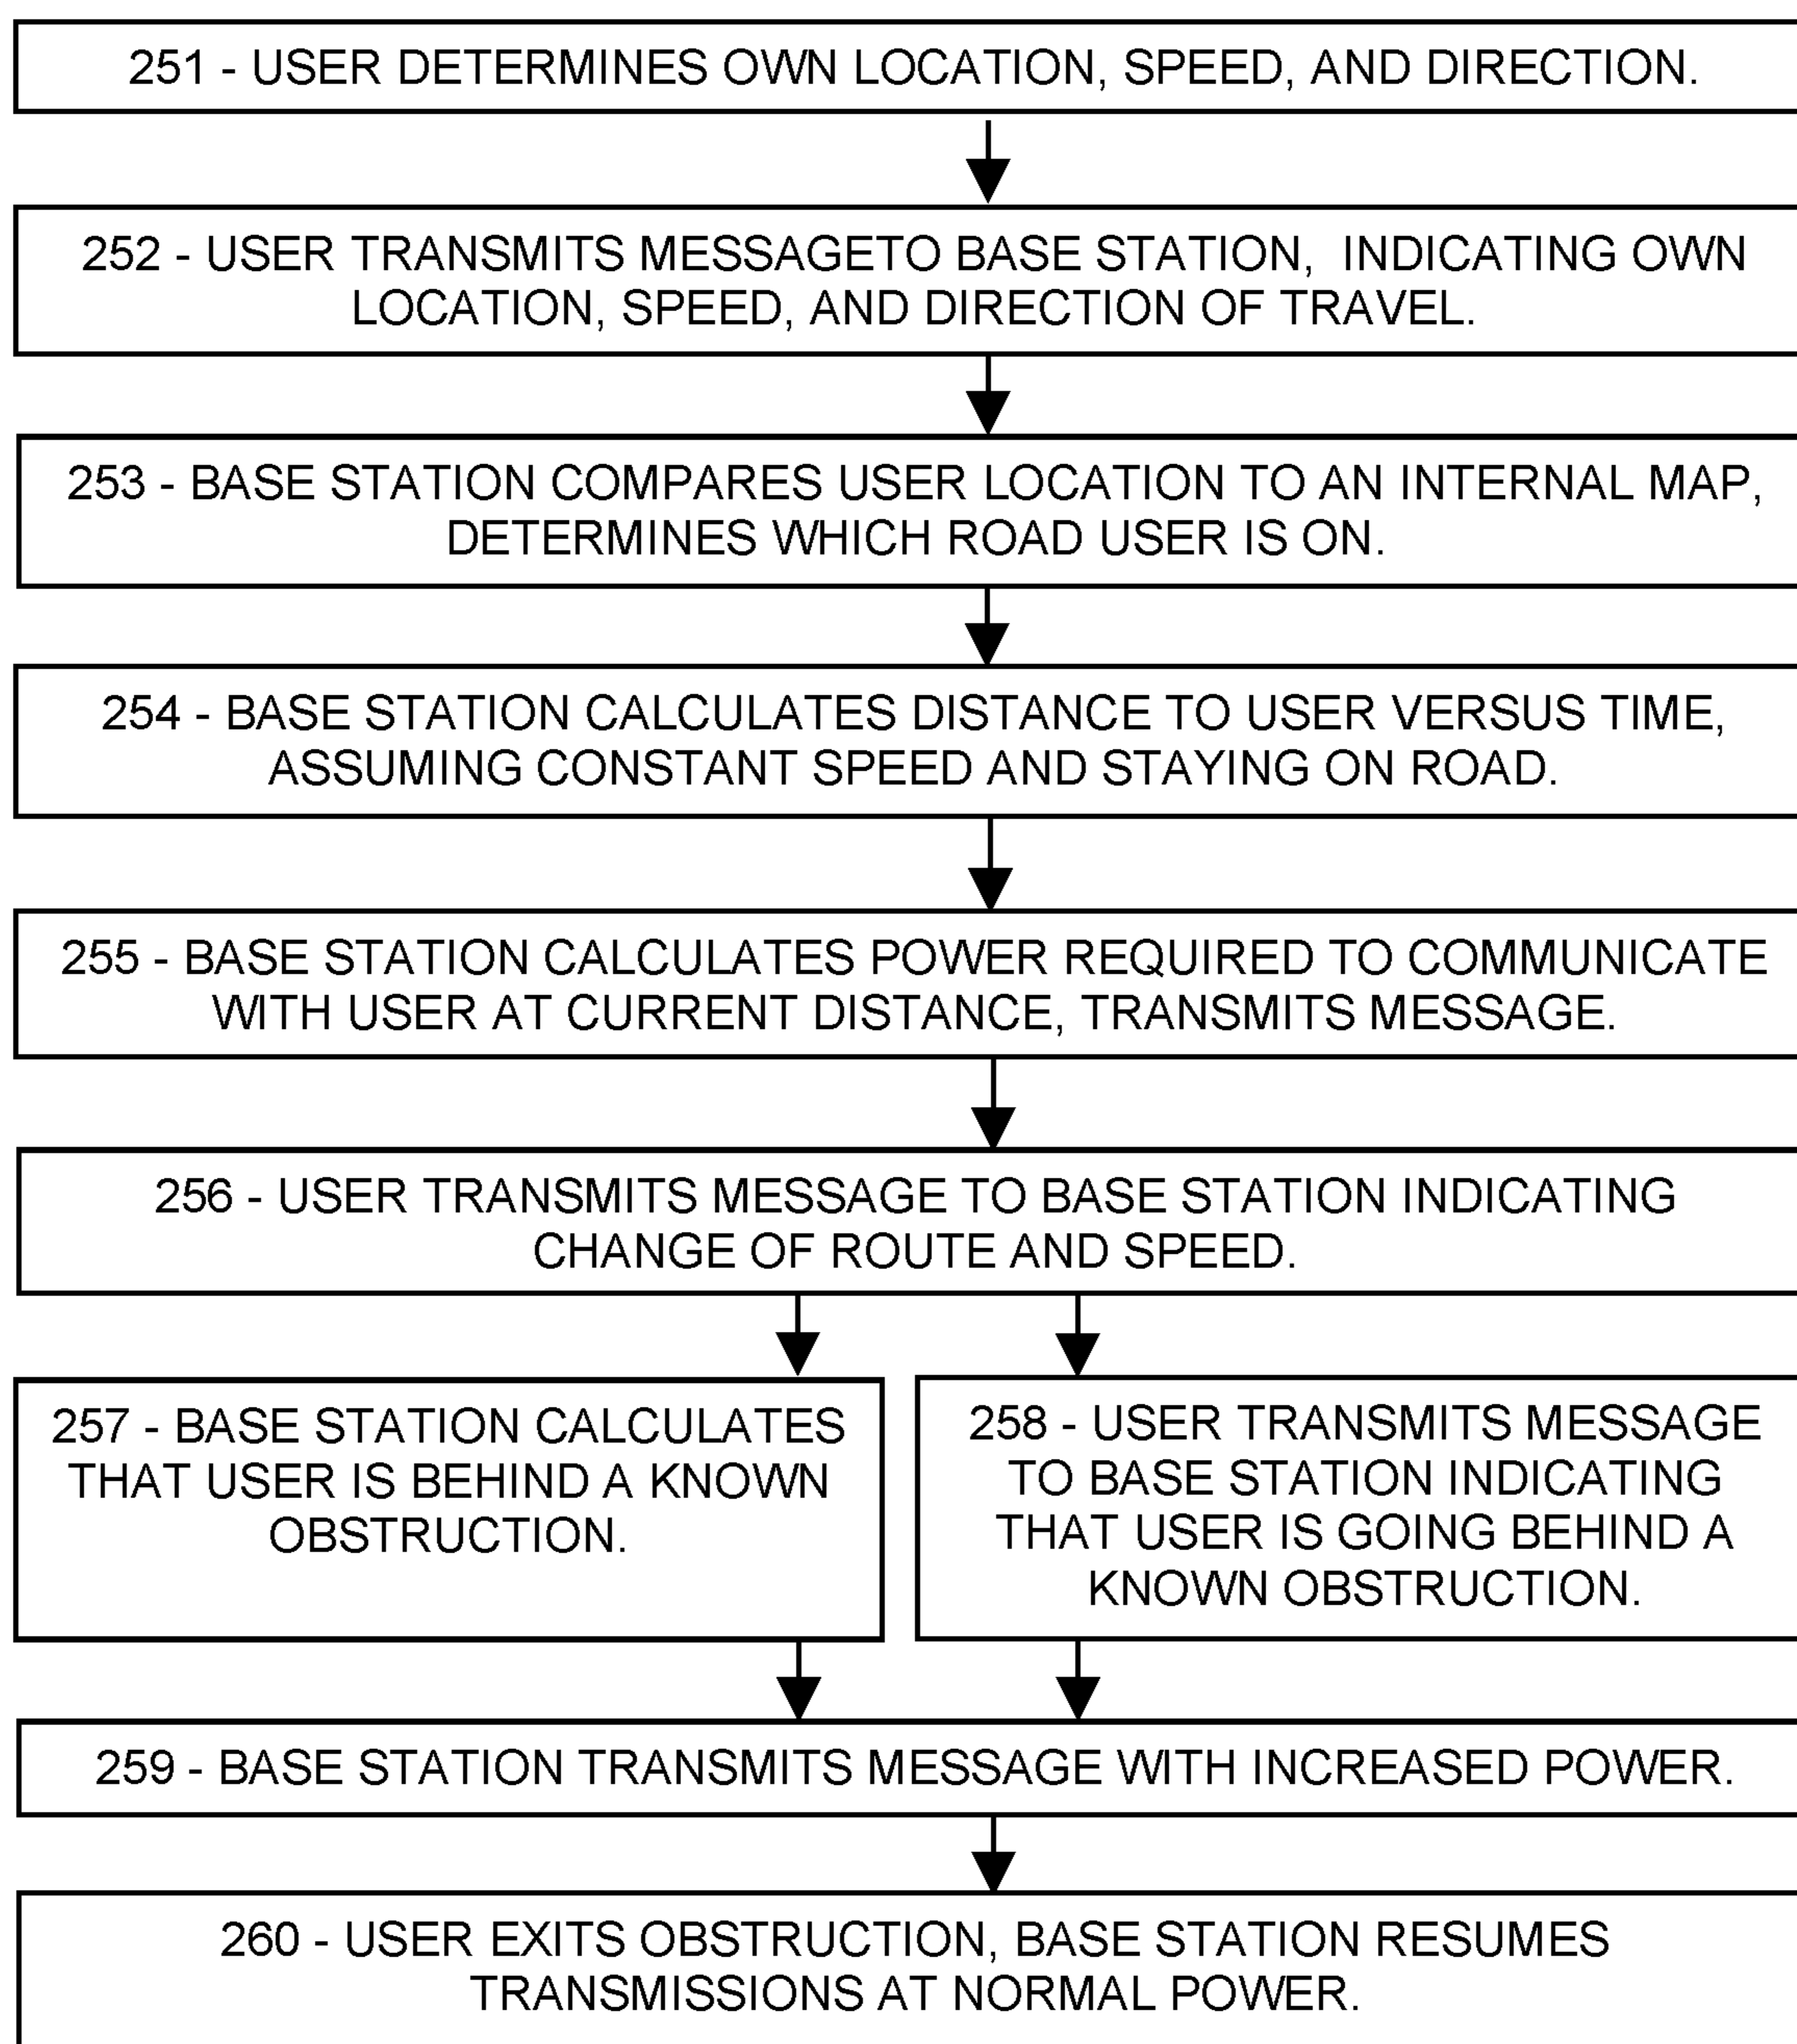 251 - USER DETERMINES OWN LOCATION, SPEED, AND DIRECTION.
252 - USER TRANSMITS MESSAGETO BASE STATION, INDICATING OWN
LOCATION, SPEED, AND DIRECTION OF TRAVEL.
253 - BASE STATION COMPARES USER LOCATION TO AN INTERNAL MAP,
DETERMINES WHICH ROAD USER IS ON.
254 - BASE STATION CALCULATES DISTANCE TO USER VERSUS TIME,
ASSUMING CONSTANT SPEED AND STAYING ON ROAD.
255 - BASE STATION CALCULATES POWER REQUIRED TO COMMUNICATE
WITH USER AT CURRENT DISTANCE, TRANSMITS MESSAGE.
256 - USER TRANSMITS MESSAGE TO BASE STATION INDICATING
CHANGE OF ROUTE AND SPEED.
257 - BASE STATION CALCULATES
THAT USER IS BEHIND A KNOWN
OBSTRUCTION.
258 - USER TRANSMITS MESSAGE
TO BASE STATION INDICATING
THAT USER IS GOING BEHIND A
KNOWN OBSTRUCTION.
259 - BASE STATION TRANSMITS MESSAGE WITH INCREASED POWER.
260 - USER EXITS OBSTRUCTION, BASE STATION RESUMES
TRANSMISSIONS AT NORMAL POWER.